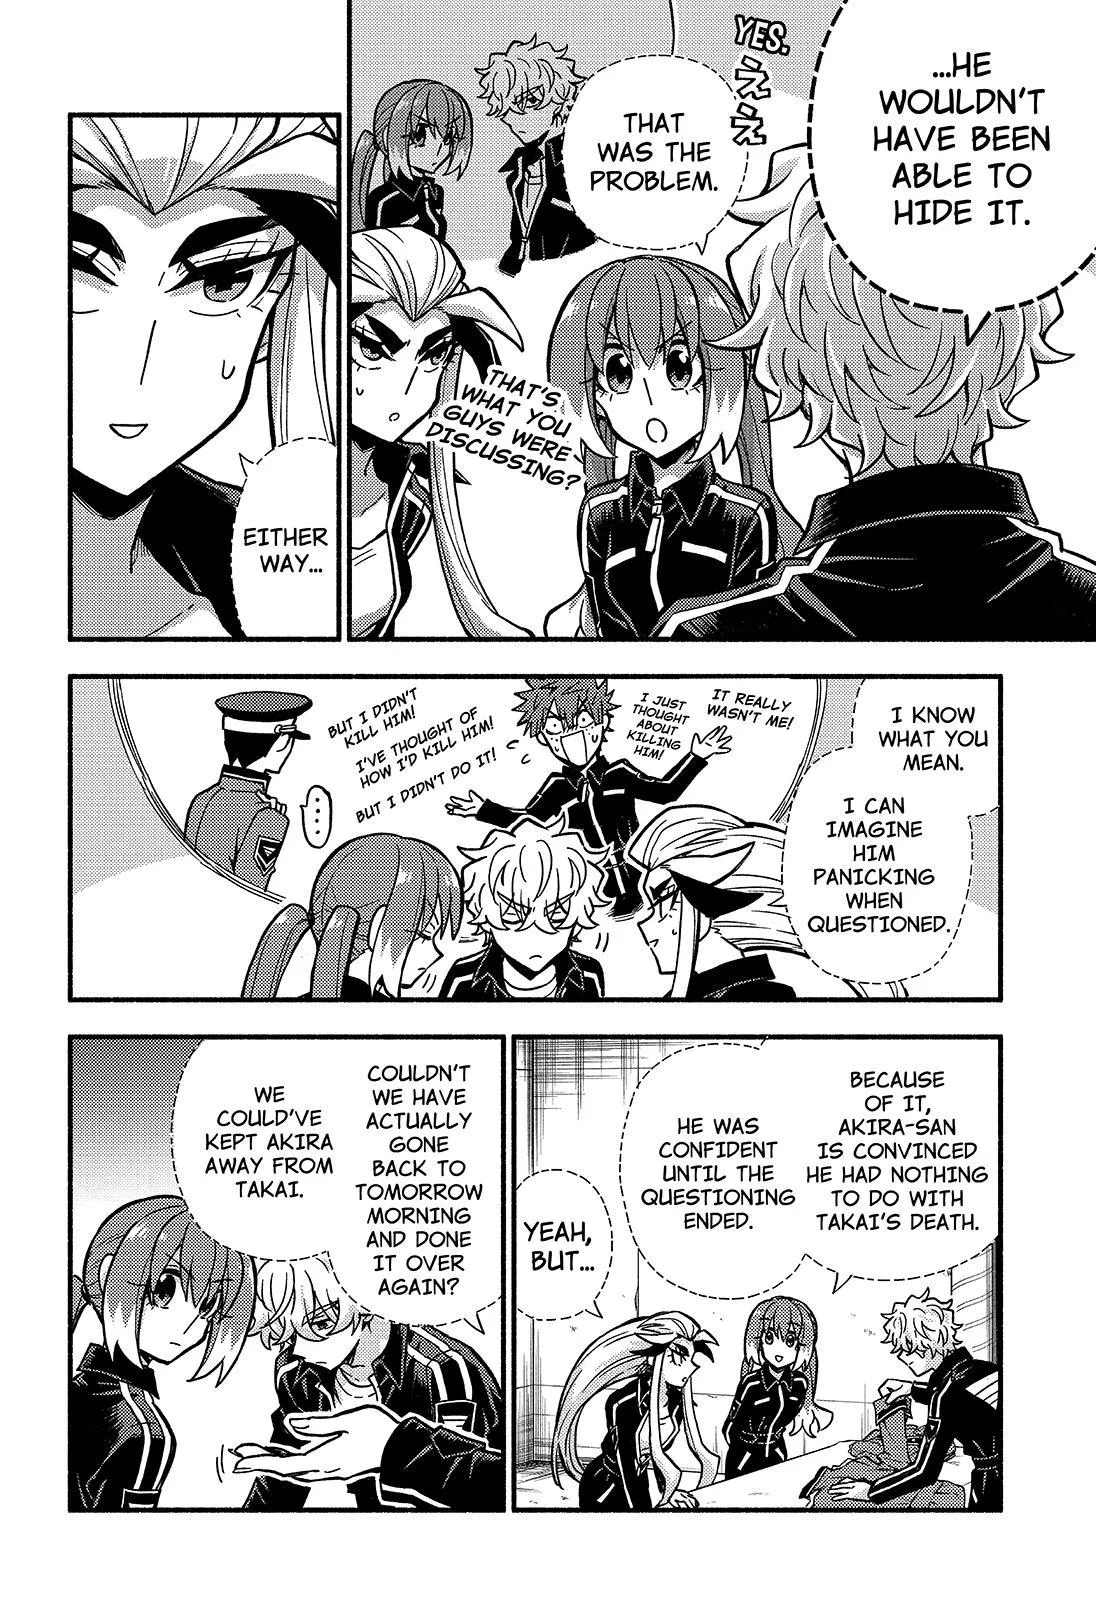 ...HE
WOULDN'T
HAVE BEEN
ABLE TO
HIDE IT.
YES.
ええ
THAT
WAS THE
PROBLEM.
THAT'S
WHAT YOU
GUYS WERE
DISCUSSING?
EITHER
WAY...
I KNOW
WHAT YOU
MEAN.
I CAN
IMAGINE
HIM
PANICKING
WHEN
QUESTIONED.
IT REALLY
WASN'T ME!
I JUST
THOUGHT
ABOUT
KILLING
HIM!
BUT I DIDN'T
KILL HIM!
I'VE THOUGHT OF
HOW I'D KILL HIM!
BUT I DIDN'T DO IT!
...
BECAUSE
OF IT,
AKIRA-SAN
IS CONVINCED
HE HAD NOTHING
TO DO WITH
TAKAI'S DEATH.
HE WAS
CONFIDENT
UNTIL THE
QUESTIONING
ENDED.
YEAH,
BUT...
COULDN'T
WE HAVE
ACTUALLY
GONE
BACK TO
TOMORROW
MORNING
AND DONE
IT OVER
AGAIN?
WE
COULD'VE
KEPT AKIRA
AWAY FROM
TAKAI.